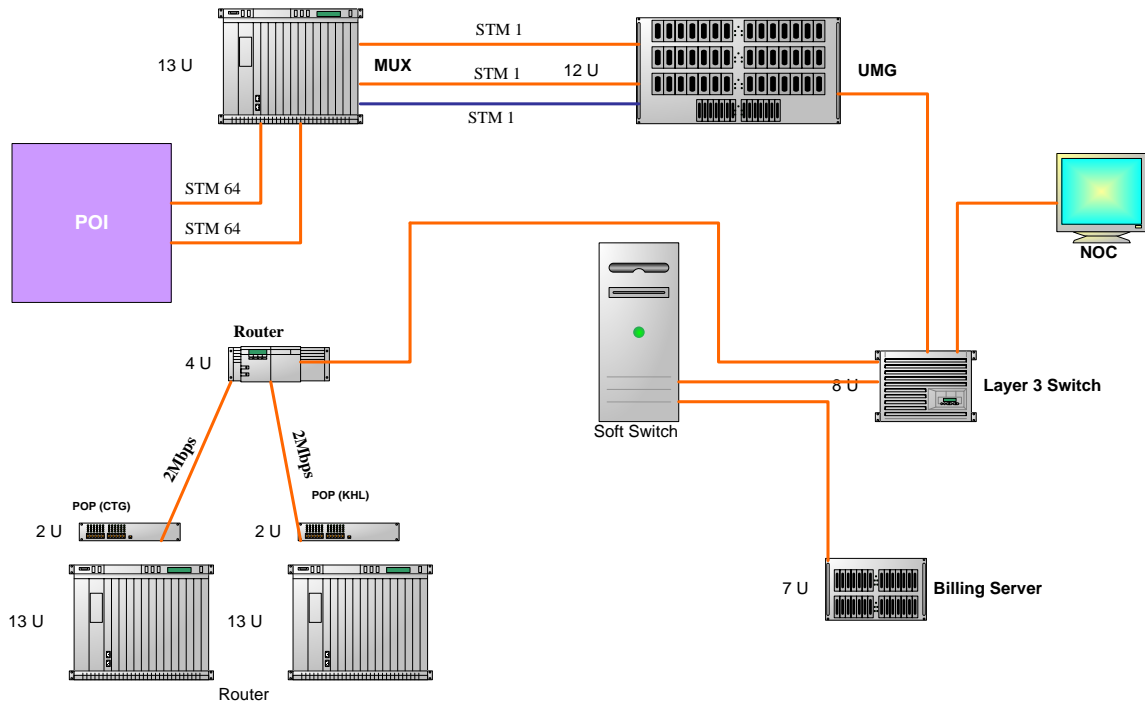 STM 1
13 U
MUX
STM 1
12 U
UMG
STM 1
STM 64
POI
STM 64
NOC
Router
4 U
8 U
Layer 3 Switch
Soft Switch
2Mbps
2Mbps
POP (CTG)
POP (KHL)
2 U
2 U
7 U
Billing Server
13 U
13 U
Router